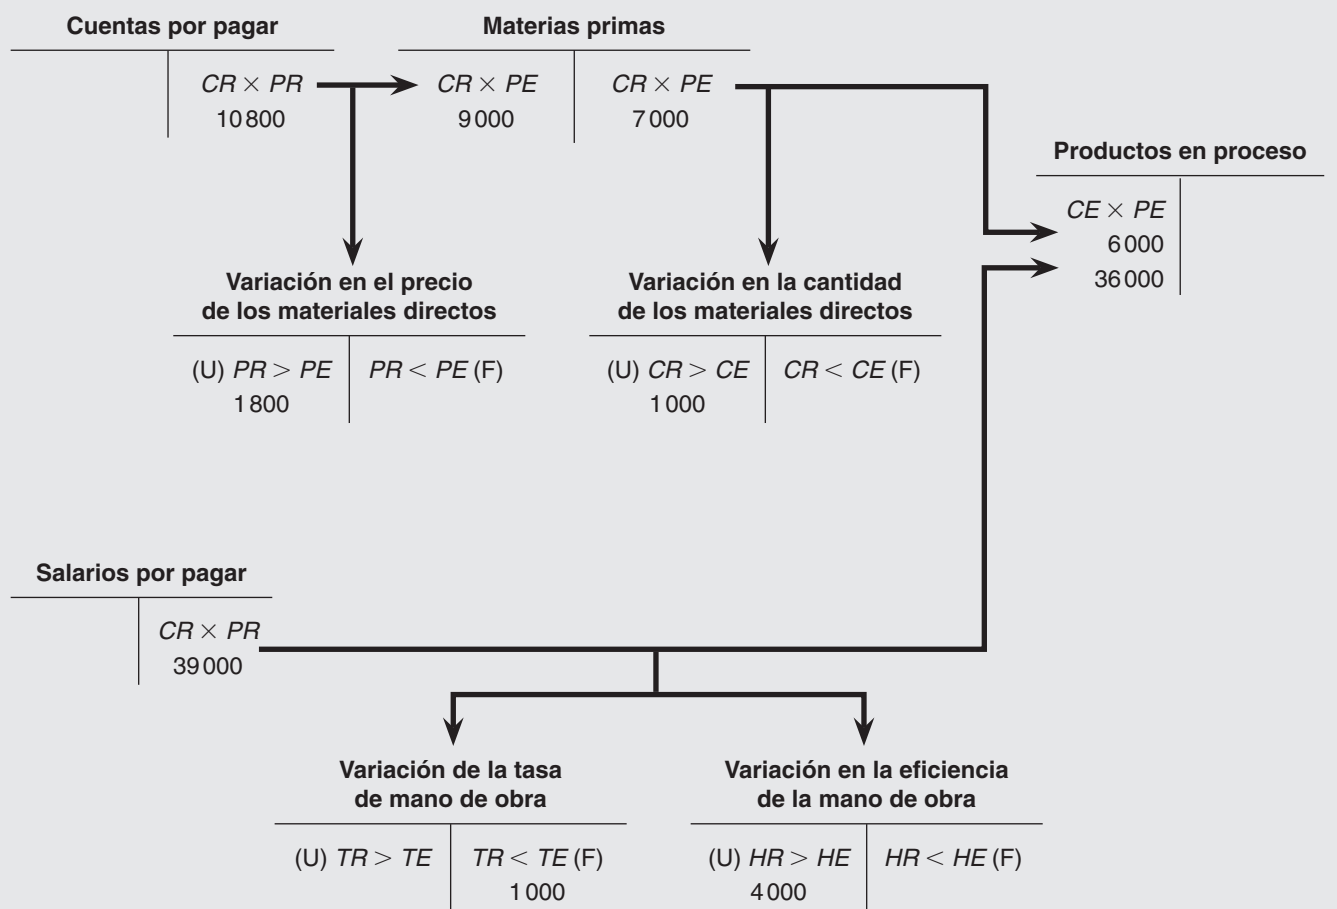 Cuentas por pagar
CR × PR
10 800
Materias primas
CR × PE
9 000
CR × PE
7 000
Productos en proceso
CE × PE
6 000
36 000
Variación en el precio
de los materiales directos
(U) PR > PE
1 800
PR < PE (F)
Variación en la cantidad
de los materiales directos
(U) CR > CE
1 000
CR < CE (F)
Salarios por pagar
CR × PR
39 000
Variación de la tasa
de mano de obra
(U) TR > TE
TR < TE (F)
1 000
Variación en la eficiencia
de la mano de obra
(U) HR > HE
4 000
HR < HE (F)